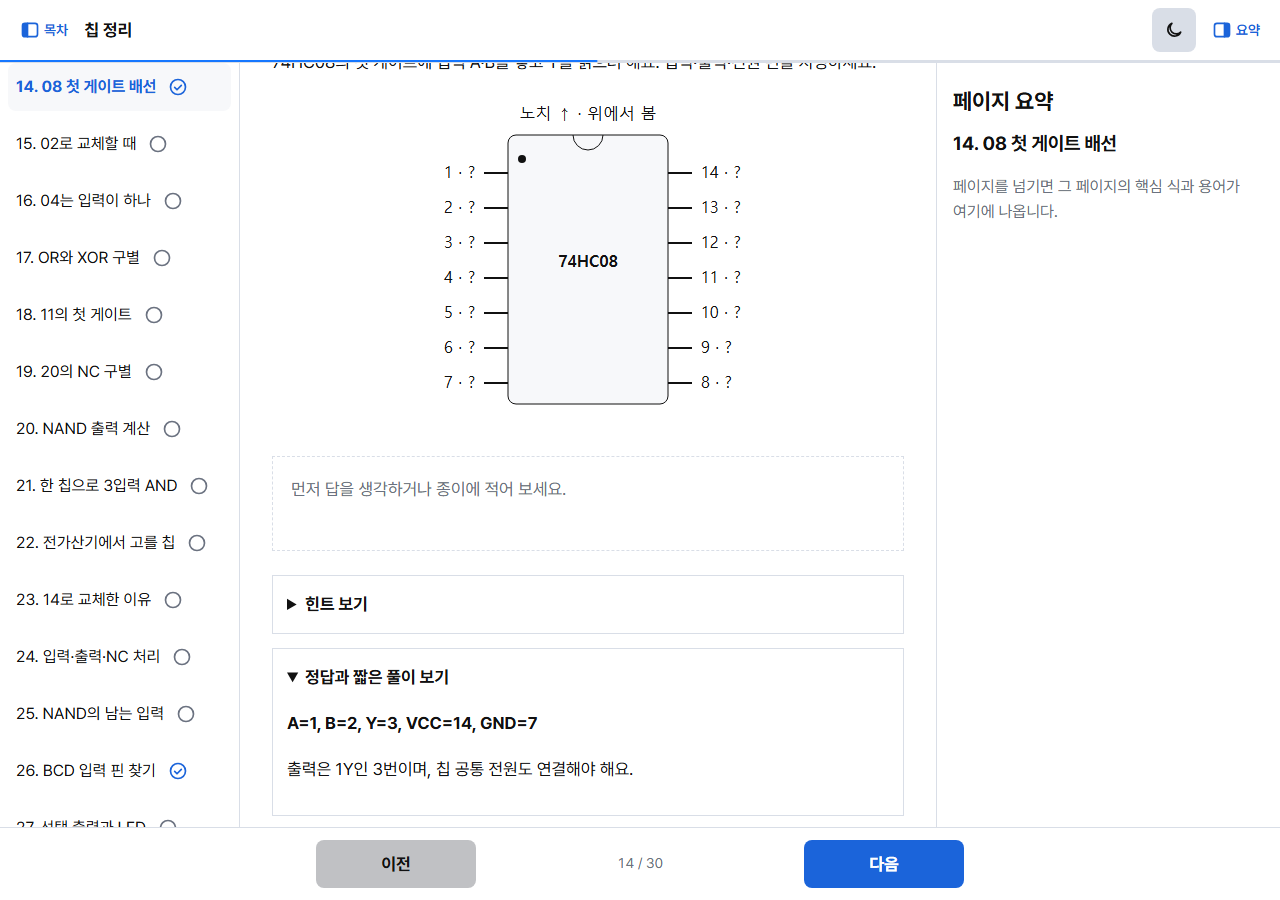 목차
칩 정리
요약
14. 08 첫 게이트 배선
15. 02로 교체할 때
16. 04는 입력이 하나
17. OR와 XOR 구별
18. 11의 첫 게이트
19. 20의 NC 구별
20. NAND 출력 계산
21. 한 칩으로 3입력 AND
22. 전가산기에서 고를 칩
23. 14로 교체한 이유
24. 입력·출력·NC 처리
25. NAND의 남는 입력
26. BCD 입력 핀 찾기
27. 선택 출력과 LED
노치 ↑ · 위에서 봄
1 · ?
2 · ?
3 · ?
4 · ?
5 · ?
6 · ?
7 · ?
74HC08
14 · ?
13 · ?
12 · ?
11 · ?
10 · ?
9 · ?
8 · ?
먼저 답을 생각하거나 종이에 적어 보세요.
▶ 힌트 보기
▼ 정답과 짧은 풀이 보기
A=1, B=2, Y=3, VCC=14, GND=7
출력은 1Y인 3번이며, 칩 공통 전원도 연결해야 해요.
페이지 요약
14. 08 첫 게이트 배선
페이지를 넘기면 그 페이지의 핵심 식과 용어가
여기에 나옵니다.
이전
14 / 30
다음